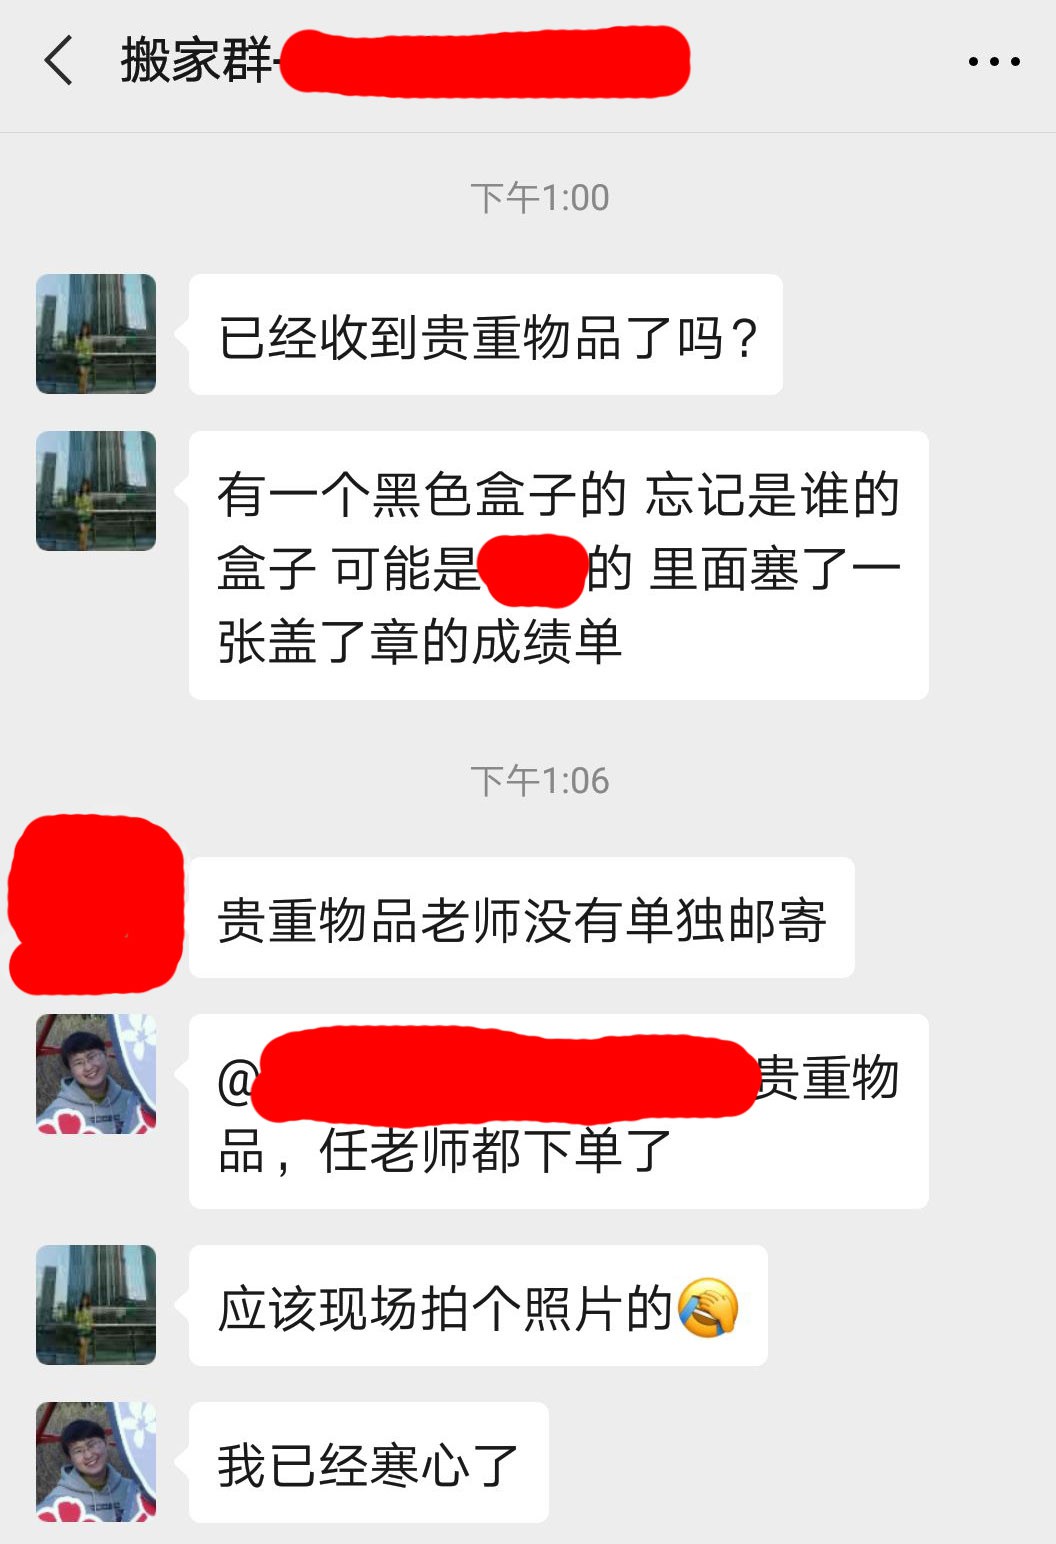 搬家群-
下午1:00
已经收到贵重物品了吗？
有一个黑色盒子的 忘记是谁的
盒子 可能是的 里面塞了一
张盖了章的成绩单
下午1:06
贵重物品老师没有单独邮寄
@贵重物
品，任老师都下单了
应该现场拍个照片的🤦
我已经寒心了